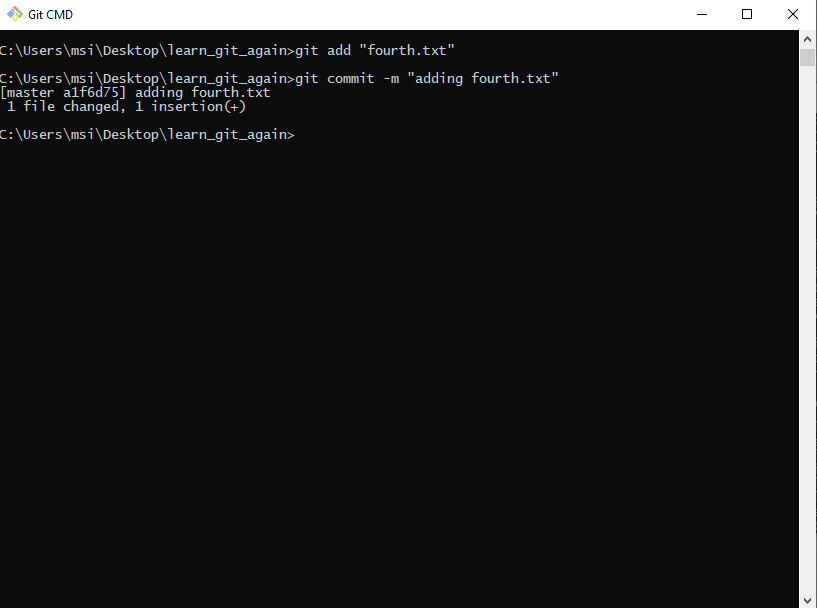 Git CMD
C:\Users\msi\Desktop\learn_git_again>git add "fourth.txt"
C:\Users\msi\Desktop\learn_git_again>git commit -m "adding fourth.txt"
[master a1f6d75] adding fourth.txt
 1 file changed, 1 insertion(+)
C:\Users\msi\Desktop\learn_git_again>